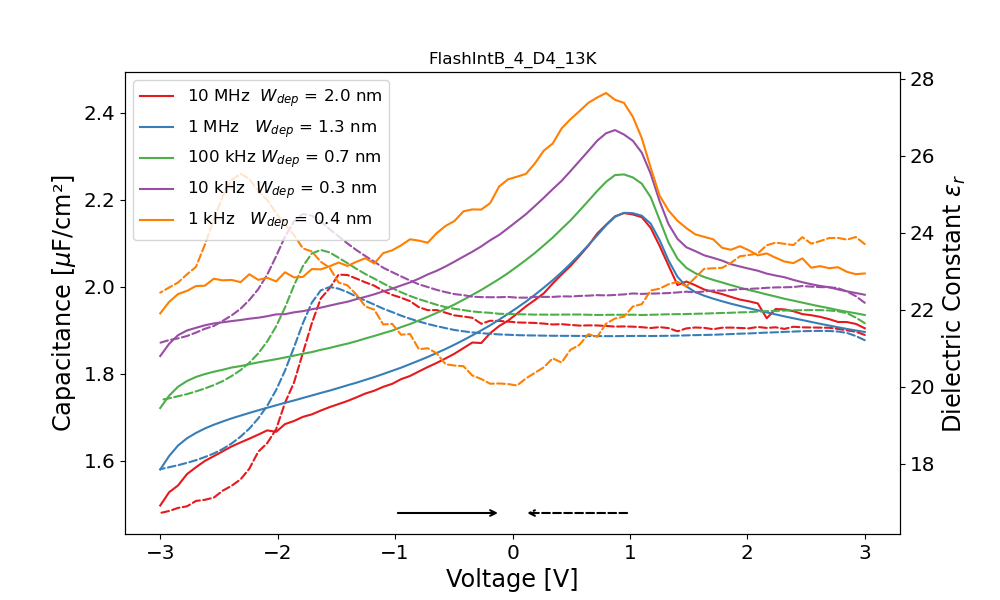 FlashIntB_4_D4_13K
10 MHz W_dep = 2.0 nm
1 MHz W_dep = 1.3 nm
100 kHz W_dep = 0.7 nm
10 kHz W_dep = 0.3 nm
1 kHz W_dep = 0.4 nm
Capacitance [μF/cm²]
2.4
2.2
2.0
1.8
1.6
28
26
24
22
20
18
Dielectric Constant ε_r
−3 −2 −1 0 1 2 3
Voltage [V]